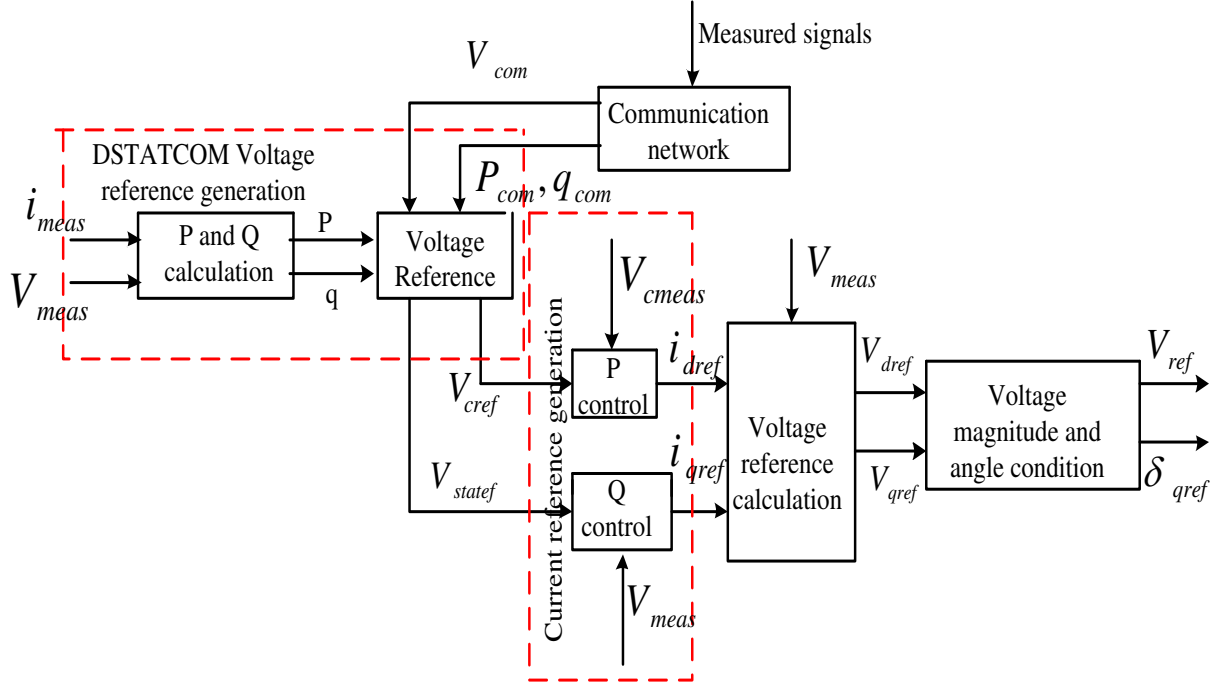 Measured signals
V com
Communication
network
DSTATCOM Voltage
reference generation
P com, q com
i meas
P
P and Q
calculation
Voltage
Reference
V meas
q
V cmeas
V meas
Current reference generation
P
control
i dref
V cref
V dref
V ref
Voltage
reference
calculation
Voltage
magnitude and
angle condition
V statef
Q
control
i qref
V qref
δ qref
V meas